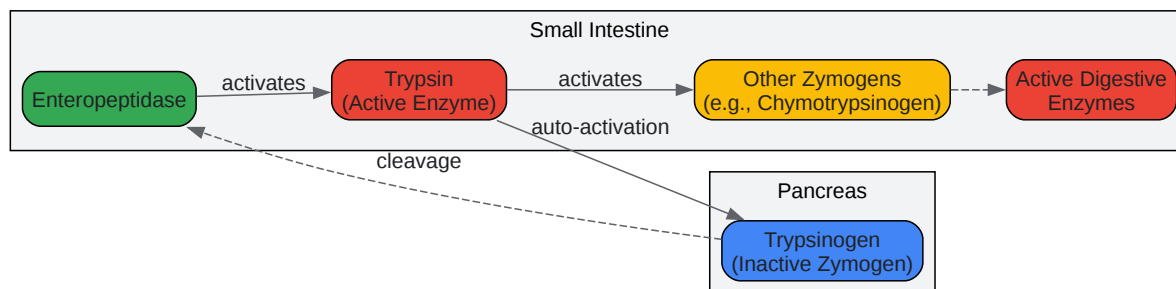 Small Intestine
Enteropeptidase
activates
Trypsin
(Active Enzyme)
activates
Other Zymogens
(e.g., Chymotrypsinogen)
Active Digestive
Enzymes
auto-activation
cleavage
Pancreas
Trypsinogen
(Inactive Zymogen)